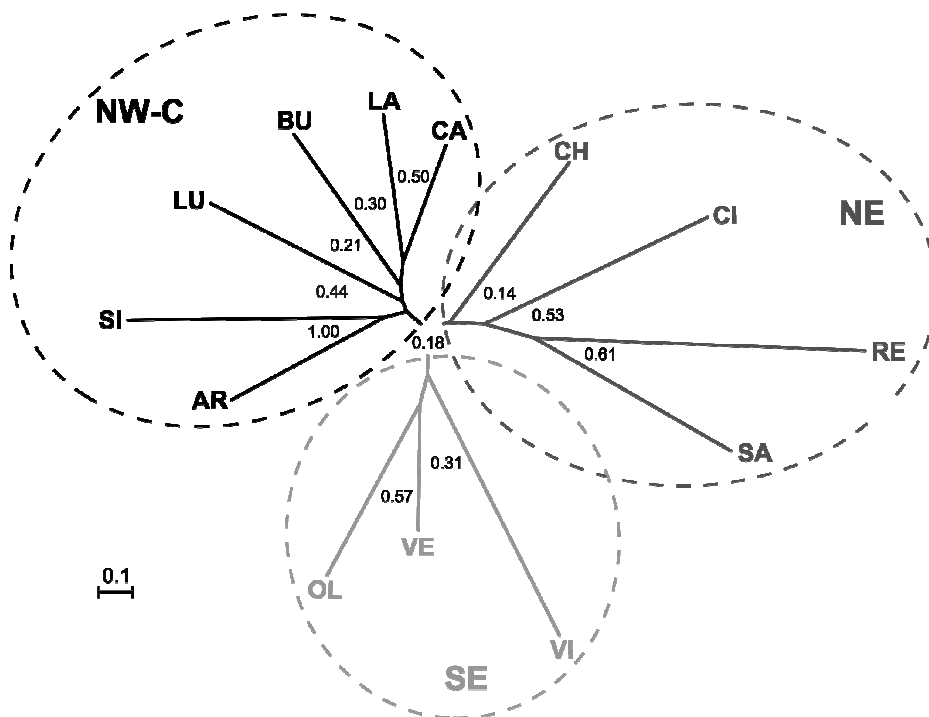 LA
NW-C
BU
CA
CH
0.50
LU
0.30
CI
NE
0.21
0.44
0.14
0.53
SI
1.00
0.18
RE
0.61
AR
SA
0.31
0.57
VE
0.1
OL
VI
SE